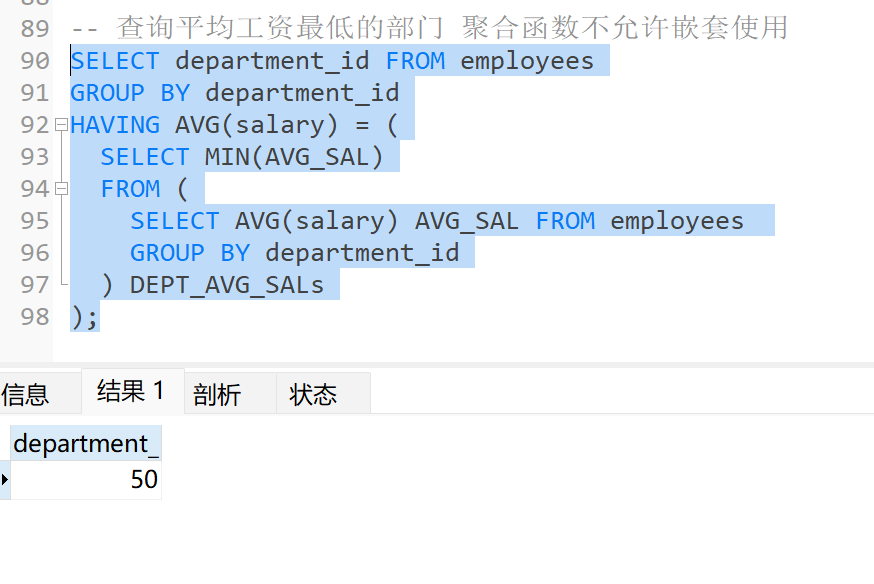 89 -- 查询平均工资最低的部门 聚合函数不允许嵌套使用
90 SELECT department_id FROM employees
91 GROUP BY department_id
92 HAVING AVG(salary) = (
93 SELECT MIN(AVG_SAL)
94 FROM (
95 SELECT AVG(salary) AVG_SAL FROM employees
96 GROUP BY department_id
97 ) DEPT_AVG_SALs
98 );
信息 结果 1 剖析 状态
department_
50